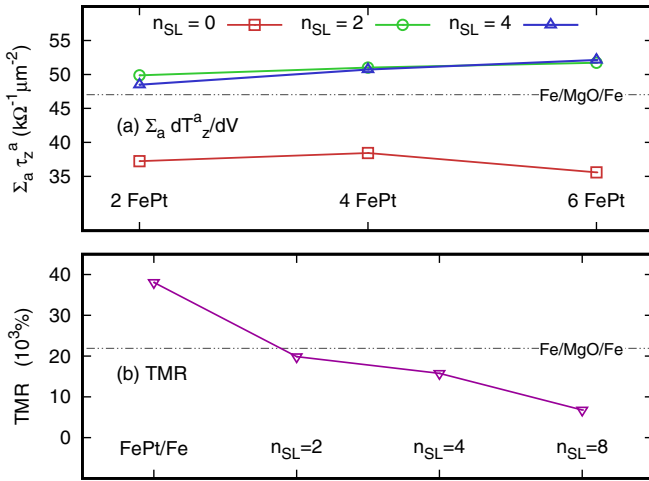 n_SL = 0 n_SL = 2 n_SL = 4
55
50
45
40
35
Σ_a τ_z^a (kΩ^-1 μm^-2)
Fe/MgO/Fe
(a) Σ_a dT^a_z/dV
2 FePt 4 FePt 6 FePt
40
30
20
10
0
TMR (10^3%)
Fe/MgO/Fe
(b) TMR
FePt/Fe n_SL=2 n_SL=4 n_SL=8